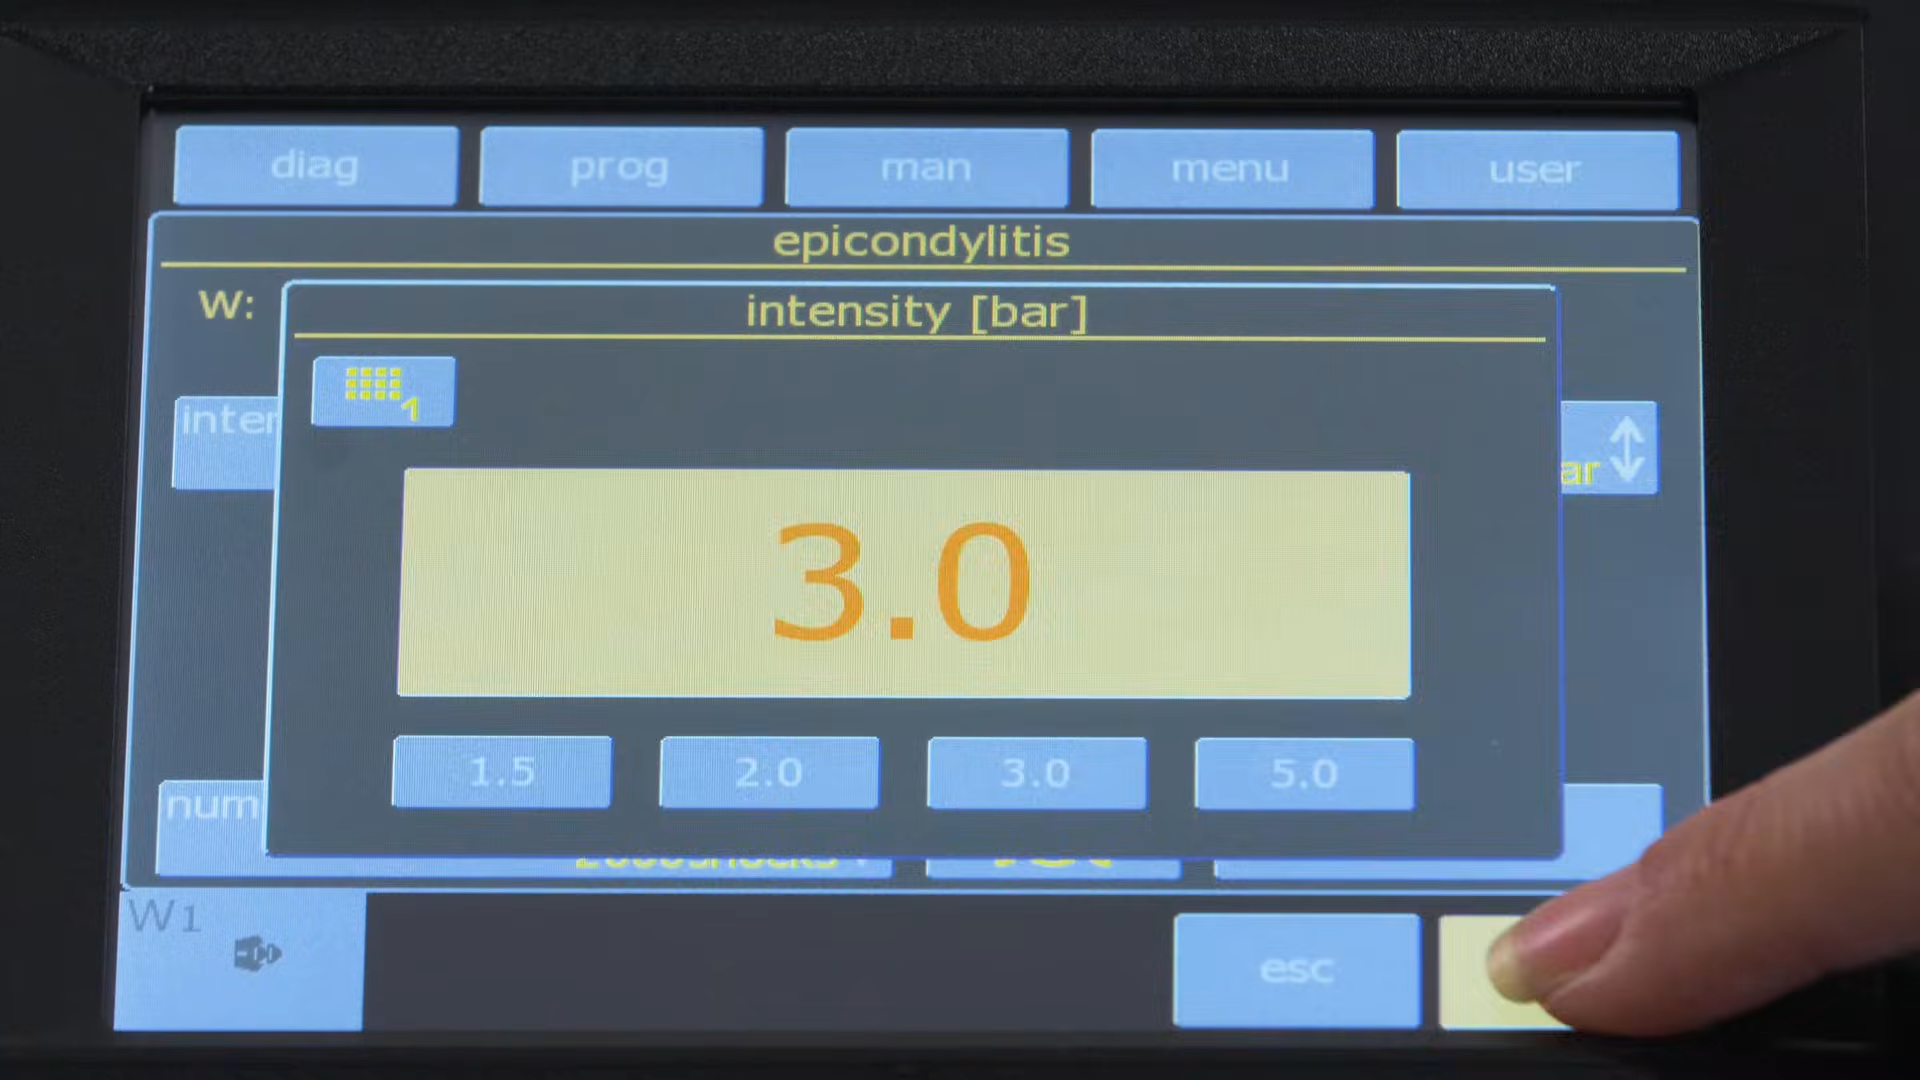 diag prog man menu user
epicondylitis
W:
intensity [bar]
1
inter
ar
3.0
1.5 2.0 3.0 5.0
num
W1
esc